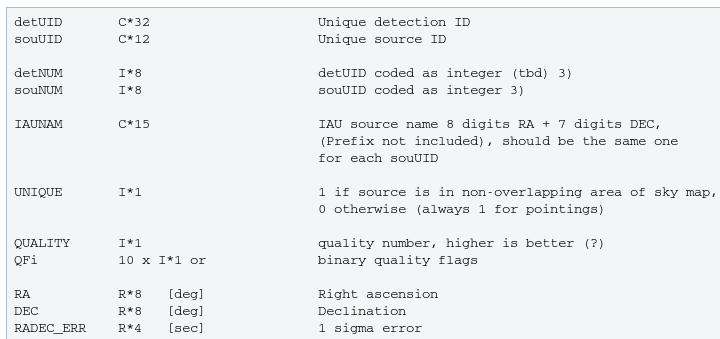 detUID C*32 Unique detection ID
souUID C*12 Unique source ID
detNUM I*8 detUID coded as integer (tbd) 3)
souNUM I*8 souUID coded as integer 3)
IAUNAM C*15 IAU source name 8 digits RA + 7 digits DEC,
(Prefix not included), should be the same one
for each souUID
UNIQUE I*1 1 if source is in non-overlapping area of sky map,
0 otherwise (always 1 for pointings)
QUALITY I*1 quality number, higher is better (?)
QFi 10 x I*1 or binary quality flags
RA R*8 [deg] Right ascension
DEC R*8 [deg] Declination
RADEC_ERR R*4 [sec] 1 sigma error